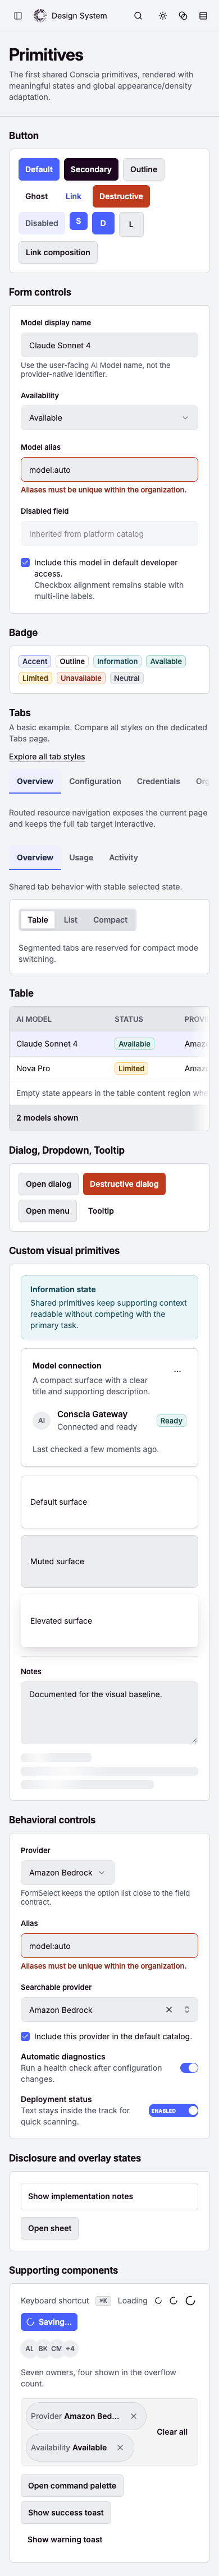 Design System
Primitives
The first shared Conscia primitives, rendered with
meaningful states and global appearance/density
adaptation.
Button
Default
Secondary
Outline
Ghost
Link
Destructive
Disabled
S
D
L
Link composition
Form controls
Model display name
Claude Sonnet 4
Use the user-facing AI Model name, not the
provider-native identifier.
Availability
Available
Model alias
model:auto
Aliases must be unique within the organization.
Disabled field
Inherited from platform catalog
Include this model in default developer
access.
Checkbox alignment remains stable with
multi-line labels.
Badge
Accent
Outline
Information
Available
Limited
Unavailable
Neutral
Tabs
A basic example. Compare all styles on the dedicated
Tabs page.
Explore all tab styles
Overview
Configuration
Credentials
Routed resource navigation exposes the current page
and keeps the full tab target interactive.
Overview
Usage
Activity
Shared tab behavior with stable selected state.
Table
List
Compact
Segmented tabs are reserved for compact mode
switching.
Table
AI MODEL STATUS
Claude Sonnet 4 Available
Nova Pro Limited
Empty state appears in the table content region
2 models shown
Dialog, Dropdown, Tooltip
Open dialog
Destructive dialog
Open menu
Tooltip
Custom visual primitives
Information state
Shared primitives keep supporting context
readable without competing with the
primary task.
Model connection
A compact surface with a clear
title and supporting description.
AI
Conscia Gateway
Connected and ready
Ready
Last checked a few moments ago.
Default surface
Muted surface
Elevated surface
Notes
Documented for the visual baseline.
Behavioral controls
Provider
Amazon Bedrock
FormSelect keeps the option list close to the field
contract.
Alias
model:auto
Aliases must be unique within the organization.
Searchable provider
Amazon Bedrock
Include this provider in the default catalog.
Automatic diagnostics
Run a health check after configuration
changes.
Deployment status
Text stays inside the track for
quick scanning.
ENABLED
Disclosure and overlay states
Show implementation notes
Open sheet
Supporting components
Keyboard shortcut ⌘K Loading
Saving...
+4
Seven owners, four shown in the overflow
count.
Provider Amazon Bed...
Clear all
Availability Available
Open command palette
Show success toast
Show warning toast